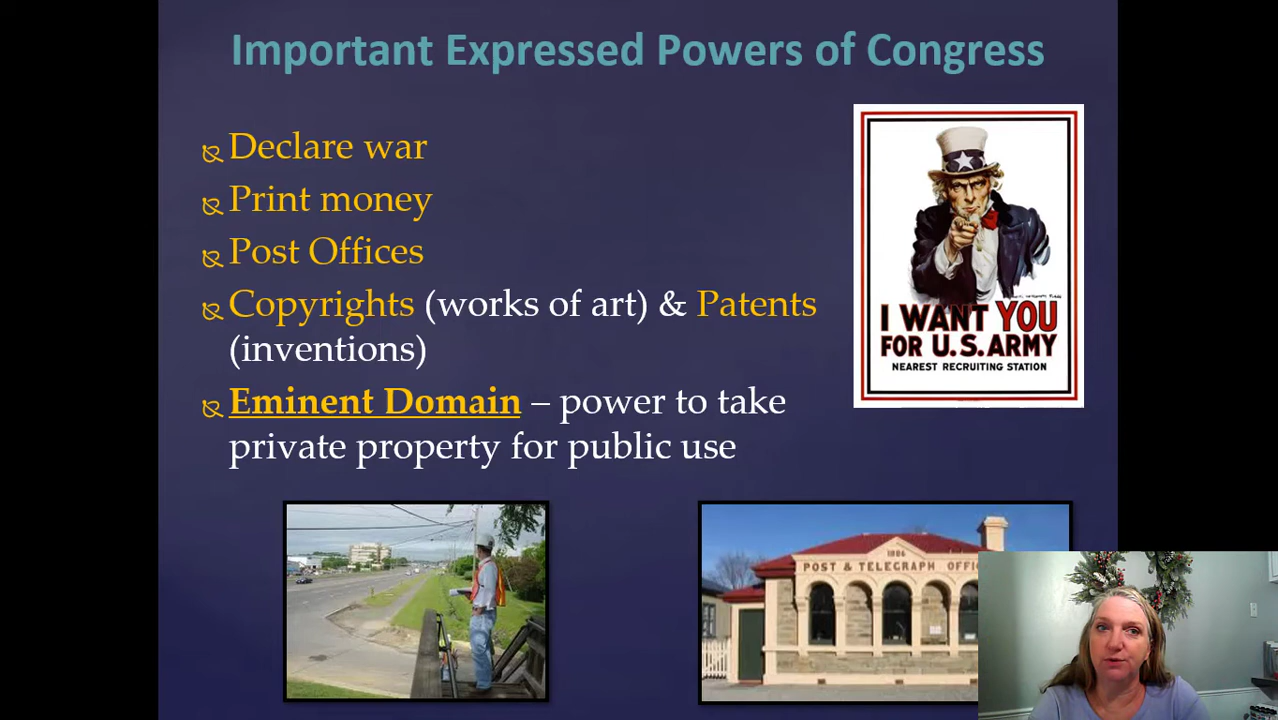 Important Expressed Powers of Congress
Declare war
Print money
Post Offices
Copyrights (works of art) & Patents
(inventions)
Eminent Domain – power to take
private property for public use
I WANT YOU
FOR U.S. ARMY
NEAREST RECRUITING STATION
1886
POST & TELEGRAPH